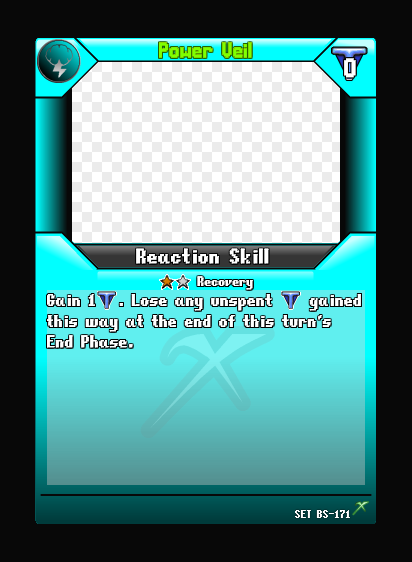 Power Veil
0
Reaction Skill
Recovery
Gain 1 . Lose any unspent gained
this way at the end of this turn's
End Phase.
SET BS-171